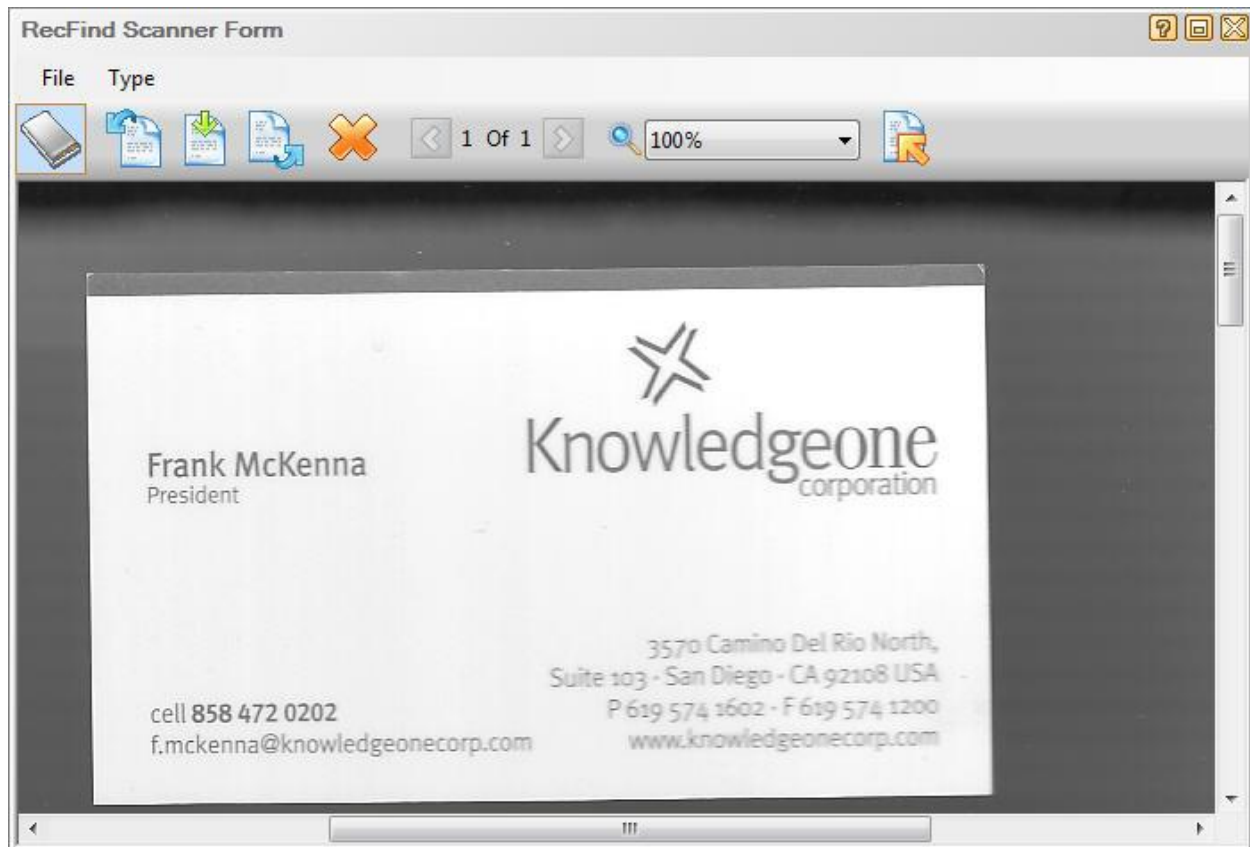 RecFind Scanner Form
File Type
1 Of 1 100%
Knowledgeone
corporation
Frank McKenna
President
3570 Camino Del Rio North,
Suite 103 - San Diego - CA 92108 USA
P 619 574 1602 - F 619 574 1200
www.knowledgeonecorp.com
cell 858 472 0202
f.mckenna@knowledgeonecorp.com